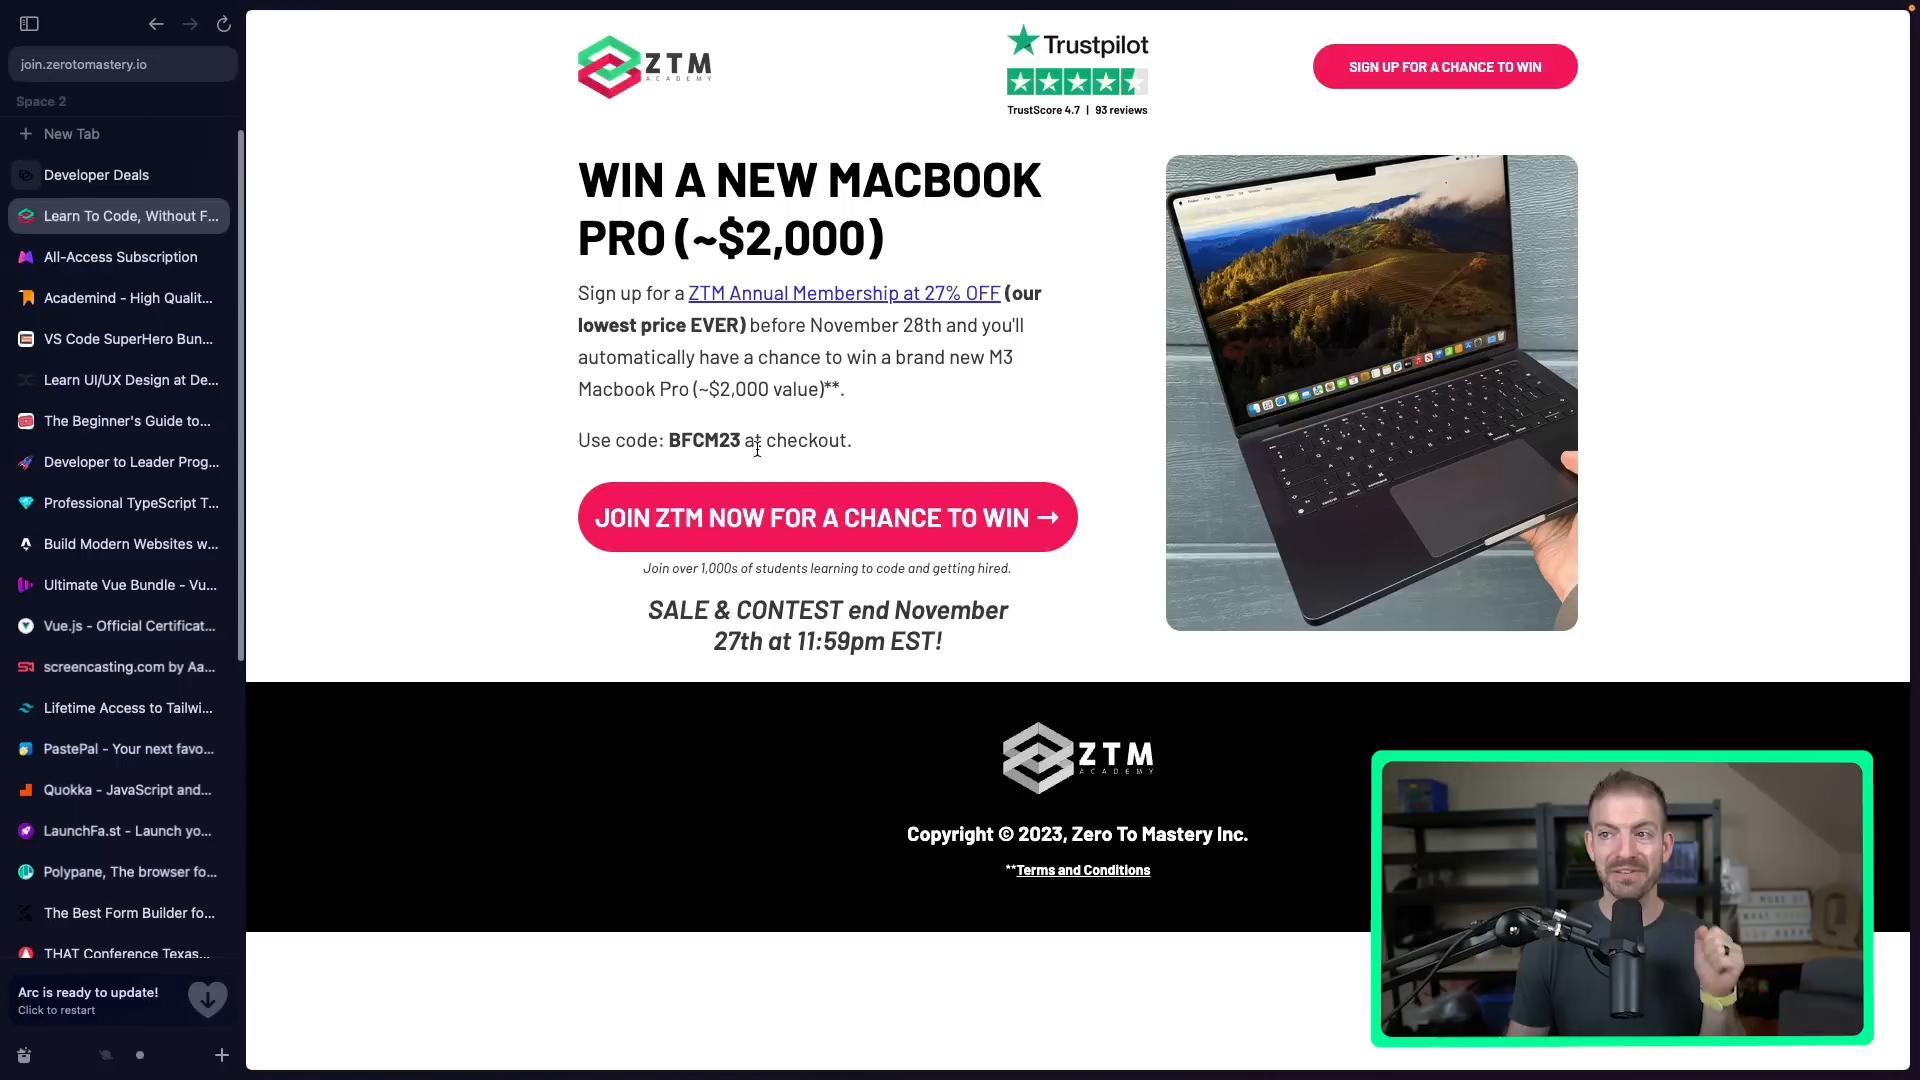 join.zerotomastery.io
Space 2
New Tab
Developer Deals
Learn To Code, Without F...
All-Access Subscription
Academind - High Qualit...
VS Code SuperHero Bun...
Learn UI/UX Design at De...
The Beginner's Guide to...
Developer to Leader Prog...
Professional TypeScript T...
Build Modern Websites w...
Ultimate Vue Bundle - Vu...
Vue.js - Official Certificat...
screencasting.com by Aa...
Lifetime Access to Tailwi...
PastePal - Your next favo...
Quokka - JavaScript and...
LaunchFa.st - Launch yo...
Polypane, The browser fo...
The Best Form Builder fo...
THAT Conference Texas...
Arc is ready to update!
Click to restart
ZTM
ACADEMY
Trustpilot
TrustScore 4.7 | 93 reviews
SIGN UP FOR A CHANCE TO WIN
WIN A NEW MACBOOK
PRO (~$2,000)
Sign up for a ZTM Annual Membership at 27% OFF (our
lowest price EVER) before November 28th and you'll
automatically have a chance to win a brand new M3
Macbook Pro (~$2,000 value)**.
Use code: BFCM23 at checkout.
JOIN ZTM NOW FOR A CHANCE TO WIN →
Join over 1,000s of students learning to code and getting hired.
SALE & CONTEST end November
27th at 11:59pm EST!
ZTM
ACADEMY
Copyright © 2023, Zero To Mastery Inc.
**Terms and Conditions